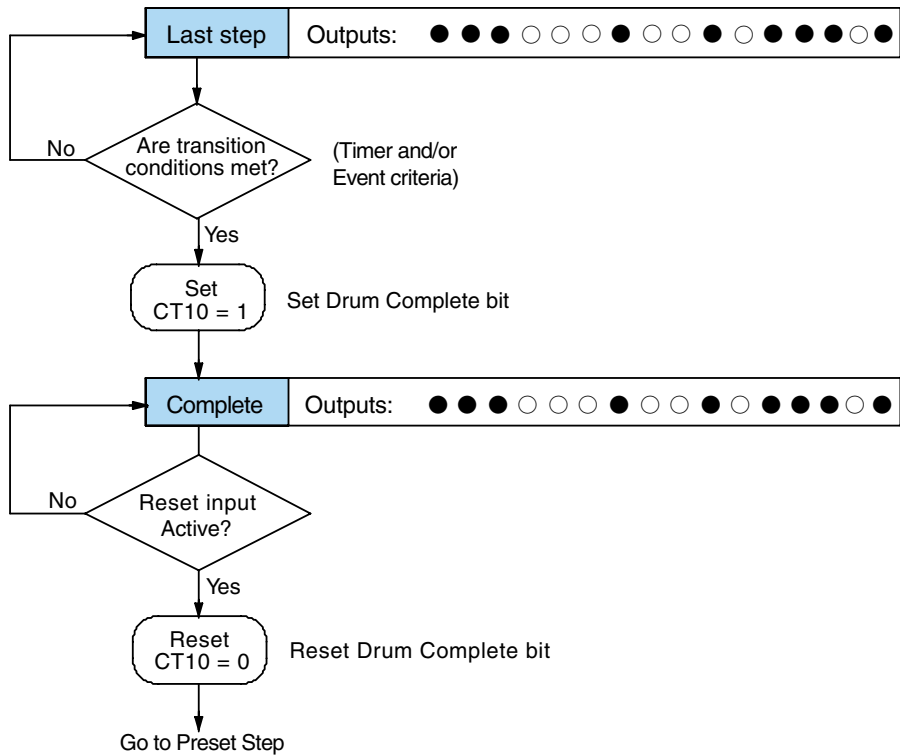 Last step Outputs:
Are transition
conditions met?
No
(Timer and/or
Event criteria)
Yes
Set
CT10 = 1
Set Drum Complete bit
Complete Outputs:
Reset input
Active?
No
Yes
Reset
CT10 = 0
Reset Drum Complete bit
Go to Preset Step